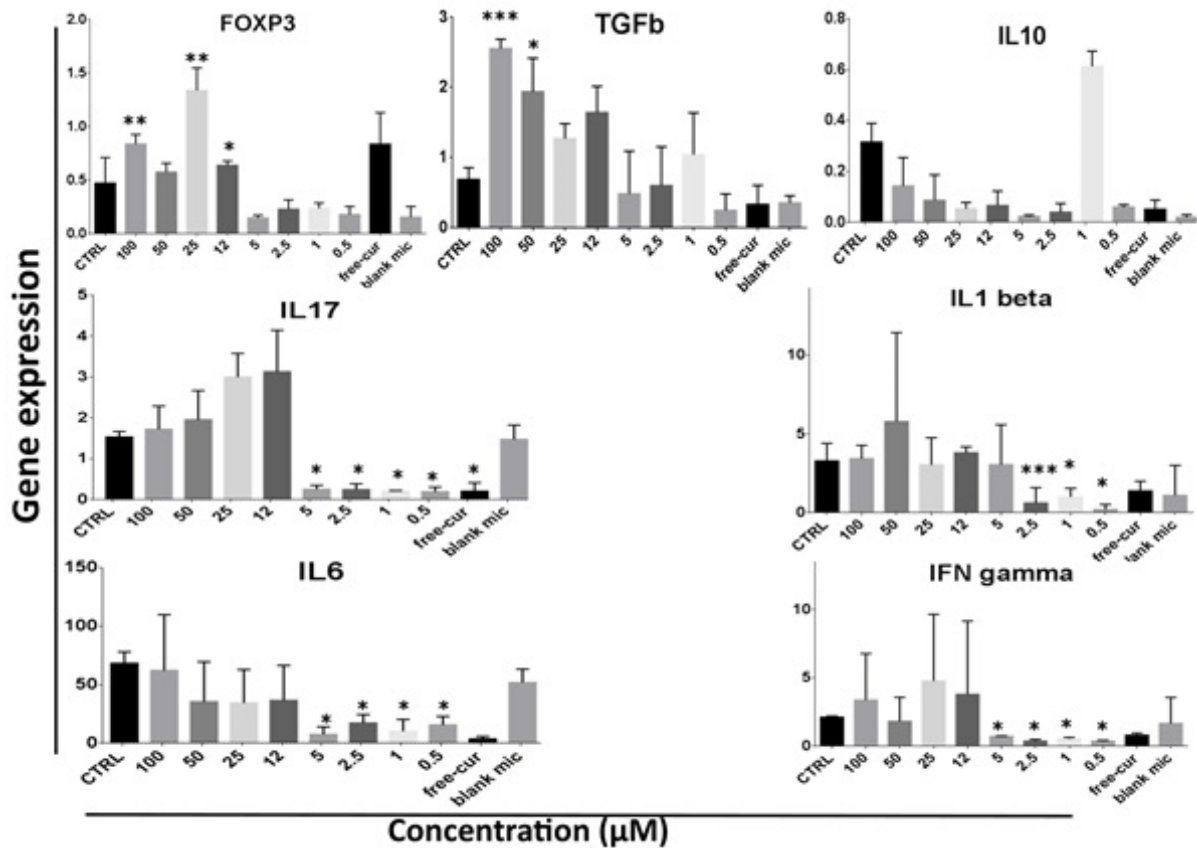 FOXP3
2.0
1.5
1.0
0.5
0.0
** ** *
CTRL 100 50 25 12 5 2.5 1 0.5 free-cur blank mic
TGFb
3
2
1
0
*** *
CTRL 100 50 25 12 5 2.5 1 0.5 free-cur blank mic
IL10
0.8
0.6
0.4
0.2
0.0
CTRL 100 50 25 12 5 2.5 1 0.5 free-cur blank mic
Gene expression
IL17
5
4
3
2
1
0
* * * * *
CTRL 100 50 25 12 5 2.5 1 0.5 free-cur blank mic
IL1 beta
10
5
0
*** * *
CTRL 100 50 25 12 5 2.5 1 0.5 free-cur lank mic
IL6
150
100
50
0
* * * *
CTRL 100 50 25 12 5 2.5 1 0.5 free-cur blank mic
IFN gamma
10
5
0
* * * *
CTRL 100 50 25 12 5 2.5 1 0.5 free-cur blank mic
Concentration (µM)